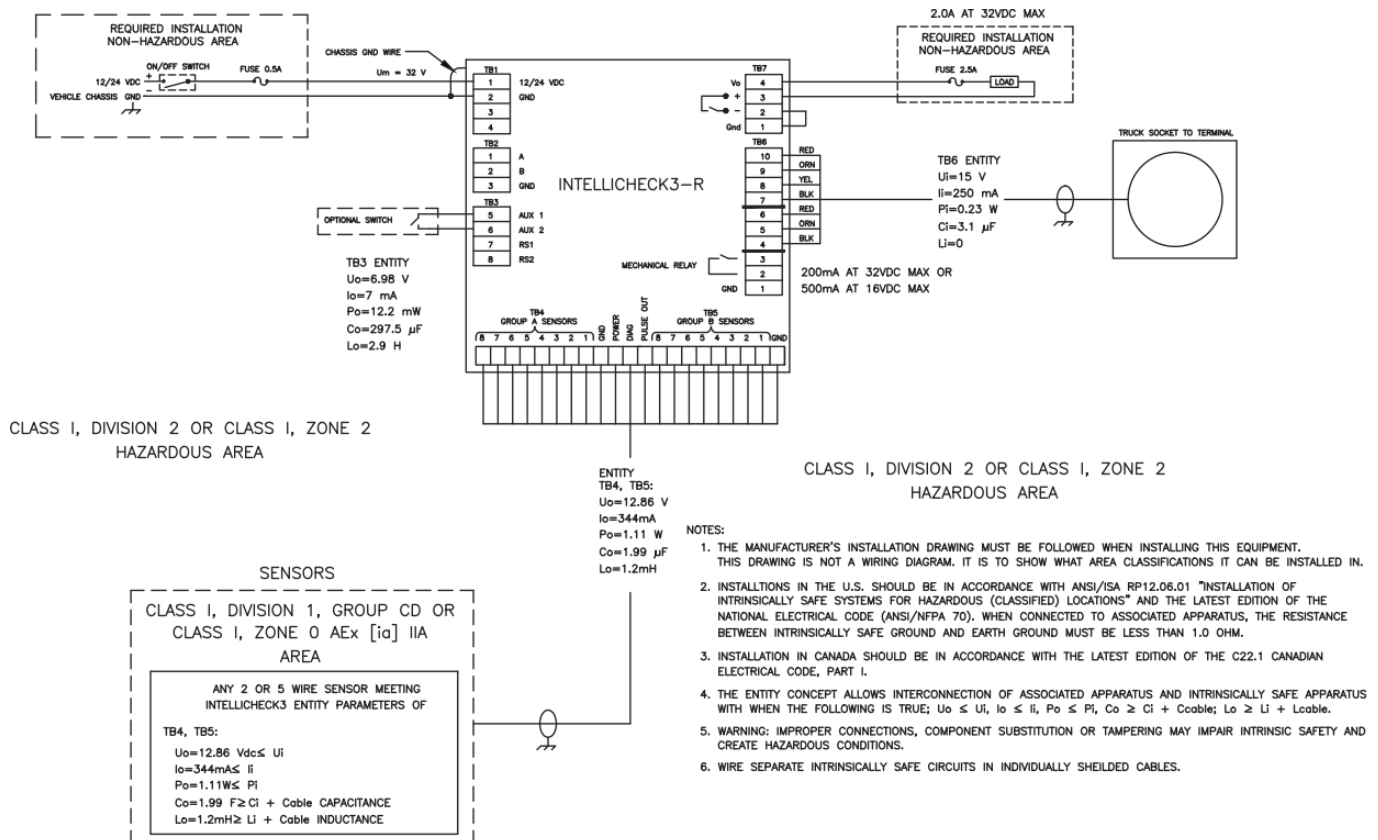 REQUIRED INSTALLATION
NON-HAZARDOUS AREA
ON/OFF SWITCH
FUSE 0.5A
12/24 VDC
+
VEHICLE CHASSIS GND
-
CHASSIS GND WIRE
Um = 32 V
TB1
1 12/24 VDC
2 GND
3
4
TB2
1 A
2 B
3 GND
TB3
5 AUX 1
6 AUX 2
7 RS1
8 RS2
OPTIONAL SWITCH
TB3 ENTITY
Uo=6.98 V
Io=7 mA
Po=12.2 mW
Co=297.5 µF
Lo=2.9 H
INTELLICHECK3-R
TB7
Vo 4
+ 3
- 2
Gnd 1
TB6
10 RED
9 ORN
8 YEL
7 BLK
6 RED
5 ORN
4 BLK
3
2
GND 1
MECHANICAL RELAY
200mA AT 32VDC MAX OR
500mA AT 16VDC MAX
2.0A AT 32VDC MAX
REQUIRED INSTALLATION
NON-HAZARDOUS AREA
FUSE 2.5A
LOAD
TB6 ENTITY
Ui=15 V
Ii=250 mA
Pi=0.23 W
Ci=3.1 µF
Li=0
TRUCK SOCKET TO TERMINAL
TB4
GROUP A SENSORS
8 7 6 5 4 3 2 1
GND
POWER
DIAG
PULSE OUT
TB5
GROUP B SENSORS
8 7 6 5 4 3 2 1 GND
CLASS I, DIVISION 2 OR CLASS I, ZONE 2
HAZARDOUS AREA
CLASS I, DIVISION 2 OR CLASS I, ZONE 2
HAZARDOUS AREA
ENTITY
TB4, TB5:
Uo=12.86 V
Io=344mA
Po=1.11 W
Co=1.99 µF
Lo=1.2mH
SENSORS
CLASS I, DIVISION 1, GROUP CD OR
CLASS I, ZONE 0 AEx [ia] IIA
AREA
ANY 2 OR 5 WIRE SENSOR MEETING
INTELLICHECK3 ENTITY PARAMETERS OF
TB4, TB5:
Uo=12.86 Vdc≤ Ui
Io=344mA≤ Ii
Po=1.11W≤ Pi
Co=1.99 F≥Ci + Cable CAPACITANCE
Lo=1.2mH≥ Li + Cable INDUCTANCE
NOTES:
1. THE MANUFACTURER'S INSTALLATION DRAWING MUST BE FOLLOWED WHEN INSTALLING THIS EQUIPMENT.
THIS DRAWING IS NOT A WIRING DIAGRAM. IT IS TO SHOW WHAT AREA CLASSIFICATIONS IT CAN BE INSTALLED IN.
2. INSTALLTIONS IN THE U.S. SHOULD BE IN ACCORDANCE WITH ANSI/ISA RP12.06.01 "INSTALLATION OF
INTRINSICALLY SAFE SYSTEMS FOR HAZARDOUS (CLASSIFIED) LOCATIONS" AND THE LATEST EDITION OF THE
NATIONAL ELECTRICAL CODE (ANSI/NFPA 70). WHEN CONNECTED TO ASSOCIATED APPARATUS, THE RESISTANCE
BETWEEN INTRINSICALLY SAFE GROUND AND EARTH GROUND MUST BE LESS THAN 1.0 OHM.
3. INSTALLATION IN CANADA SHOULD BE IN ACCORDANCE WITH THE LATEST EDITION OF THE C22.1 CANADIAN
ELECTRICAL CODE, PART I.
4. THE ENTITY CONCEPT ALLOWS INTERCONNECTION OF ASSOCIATED APPARATUS AND INTRINSICALLY SAFE APPARATUS
WITH WHEN THE FOLLOWING IS TRUE; Uo ≤ Ui, Io ≤ Ii, Po ≤ Pi, Co ≥ Ci + Ccable; Lo ≥ Li + Lcable.
5. WARNING: IMPROPER CONNECTIONS, COMPONENT SUBSTITUTION OR TAMPERING MAY IMPAIR INTRINSIC SAFETY AND
CREATE HAZARDOUS CONDITIONS.
6. WIRE SEPARATE INTRINSICALLY SAFE CIRCUITS IN INDIVIDUALLY SHEILDED CABLES.